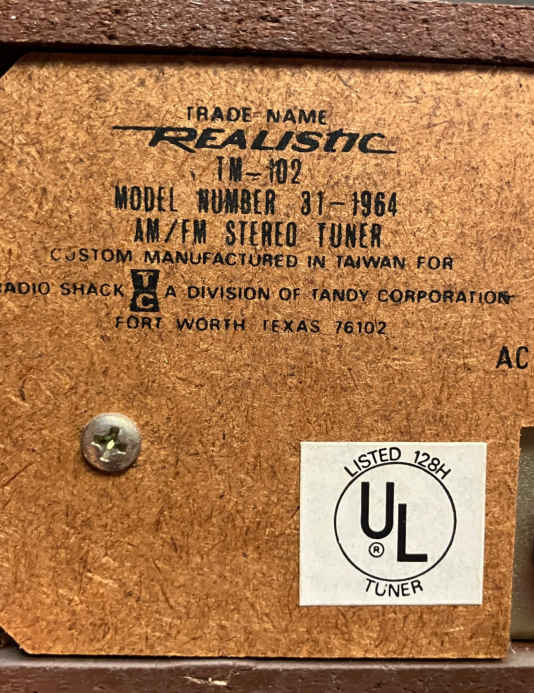 TRADE-NAME
REALISTIC
TM-102
MODEL NUMBER 31-1964
AM/FM STEREO TUNER
CUSTOM MANUFACTURED IN TAIWAN FOR
RADIO SHACK TC A DIVISION OF TANDY CORPORATION
FORT WORTH TEXAS 76102
AC
LISTED 128H
UL
®
TUNER